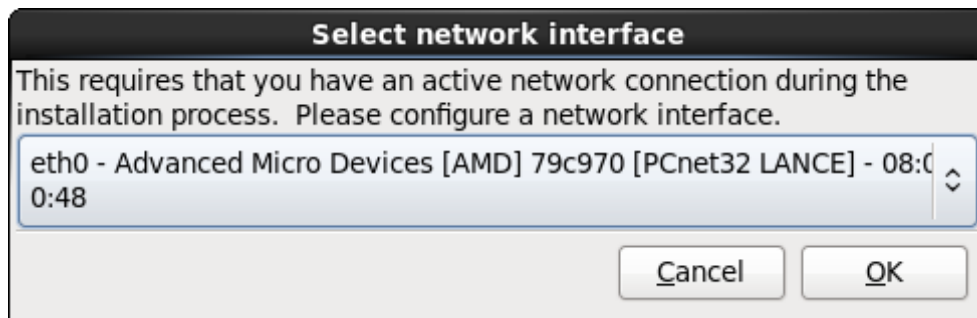 Select network interface
This requires that you have an active network connection during the
installation process.  Please configure a network interface.
eth0 - Advanced Micro Devices [AMD] 79c970 [PCnet32 LANCE] - 08:0
0:48
Cancel
OK